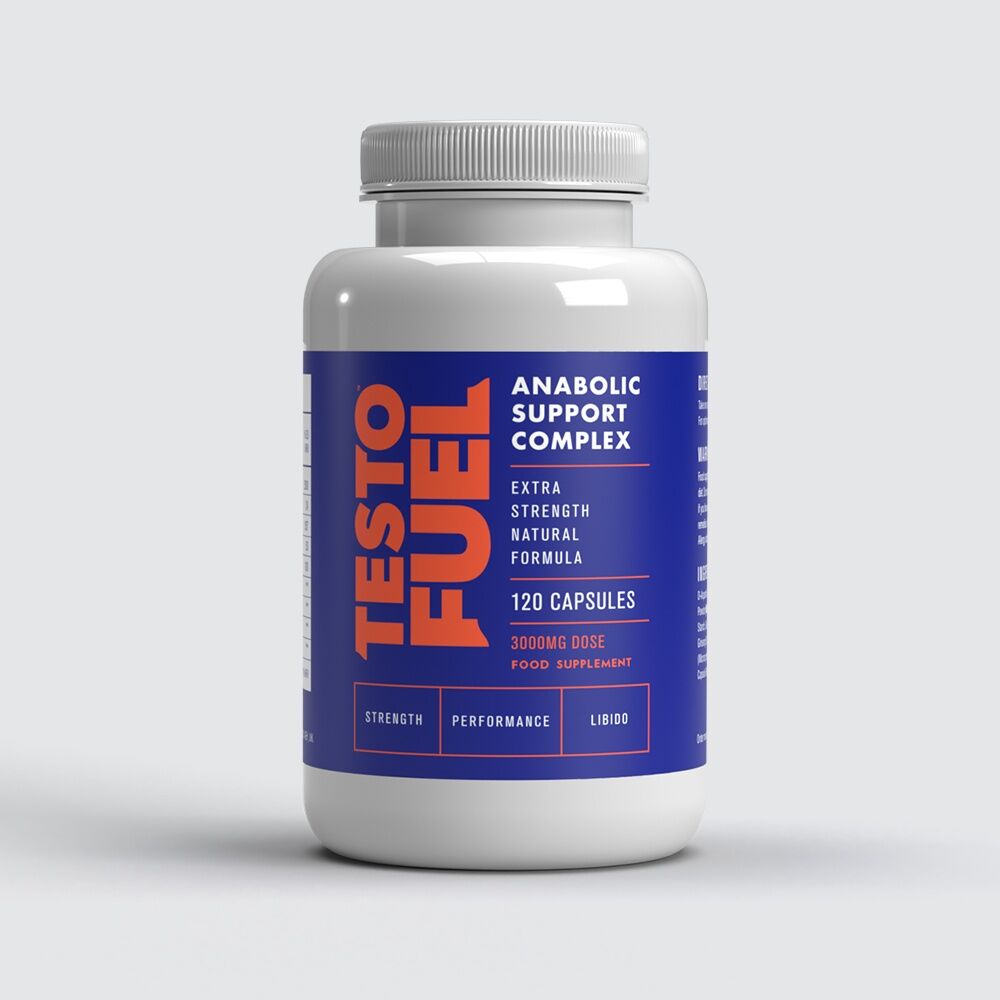 TESTO
FUEL
ANABOLIC
SUPPORT
COMPLEX
EXTRA
STRENGTH
NATURAL
FORMULA
120 CAPSULES
3000MG DOSE
FOOD SUPPLEMENT
STRENGTH
PERFORMANCE
LIBIDO